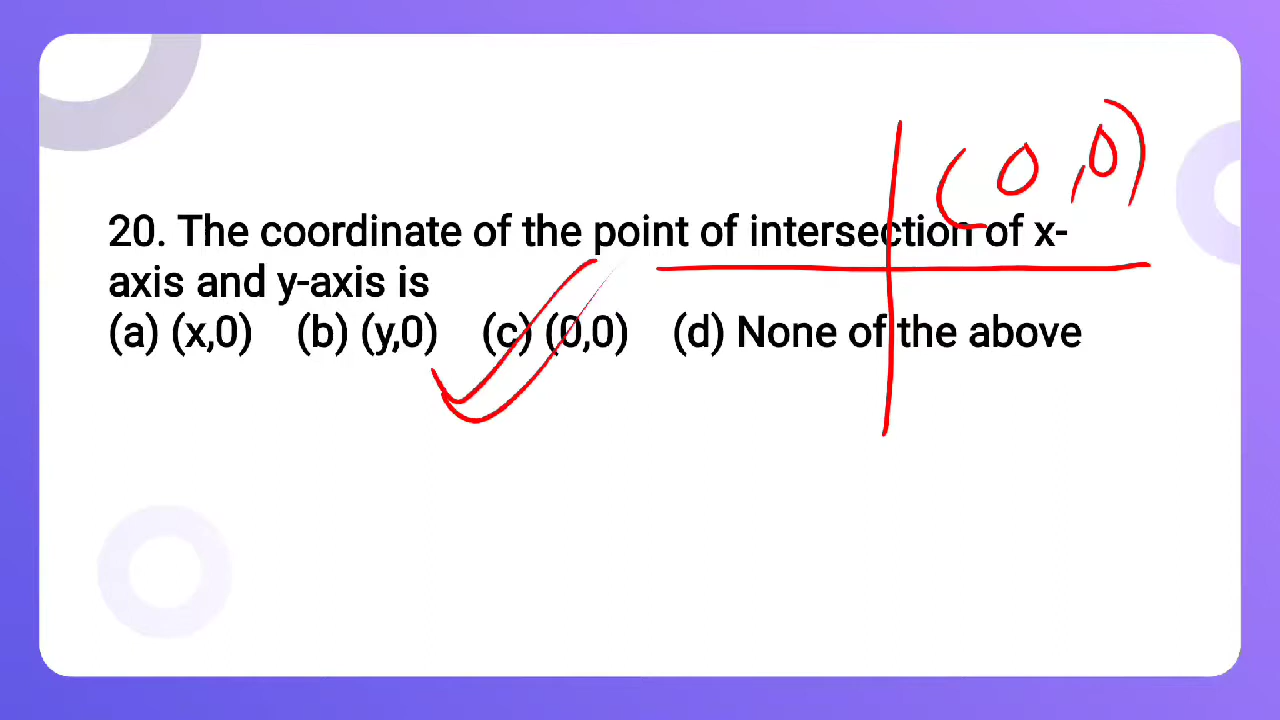 (0,0)
20. The coordinate of the point of intersection of x-
axis and y-axis is
(a) (x,0) (b) (y,0) (c) (0,0) (d) None of the above